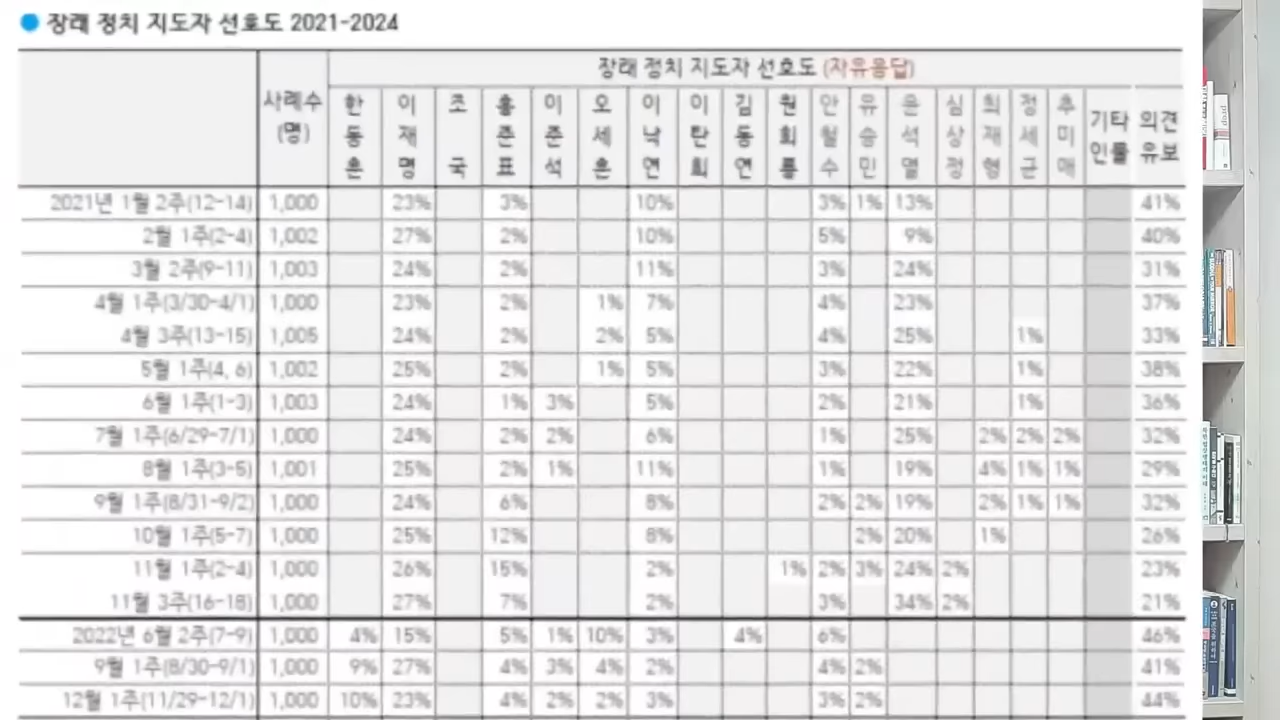 장래 정치 지도자 선호도 2021-2024
장래 정치 지도자 선호도 (자유응답)
사례수 (명) 한동훈 이재명 조국 홍준표 이준석 오세훈 이낙연 이탄희 김동연 원희룡 안철수 유승민 윤석열 심상정 최재형 정세균 추미애 기타 인물 의견 유보
2021년 1월 2주(12-14) 1,000 23% 3% 10% 3% 1% 13% 41%
2월 1주(2-4) 1,002 27% 2% 10% 5% 9% 40%
3월 2주(9-11) 1,003 24% 2% 11% 3% 24% 31%
4월 1주(3/30-4/1) 1,000 23% 2% 1% 7% 4% 23% 37%
4월 3주(13-15) 1,005 24% 2% 2% 5% 4% 25% 1% 33%
5월 1주(4, 6) 1,002 25% 2% 1% 5% 3% 22% 1% 38%
6월 1주(1-3) 1,003 24% 1% 3% 5% 2% 21% 1% 36%
7월 1주(6/29-7/1) 1,000 24% 2% 2% 6% 1% 25% 2% 2% 2% 32%
8월 1주(3-5) 1,001 25% 2% 1% 11% 1% 19% 4% 1% 1% 29%
9월 1주(8/31-9/2) 1,000 24% 6% 8% 2% 2% 19% 2% 1% 1% 32%
10월 1주(5-7) 1,000 25% 12% 8% 2% 20% 1% 26%
11월 1주(2-4) 1,000 26% 15% 2% 1% 2% 3% 24% 2% 23%
11월 3주(16-18) 1,000 27% 7% 2% 3% 34% 2% 21%
2022년 6월 2주(7-9) 1,000 4% 15% 5% 1% 10% 3% 4% 6% 46%
9월 1주(8/30-9/1) 1,000 9% 27% 4% 3% 4% 2% 4% 2% 41%
12월 1주(11/29-12/1) 1,000 10% 23% 4% 2% 2% 3% 3% 2% 44%